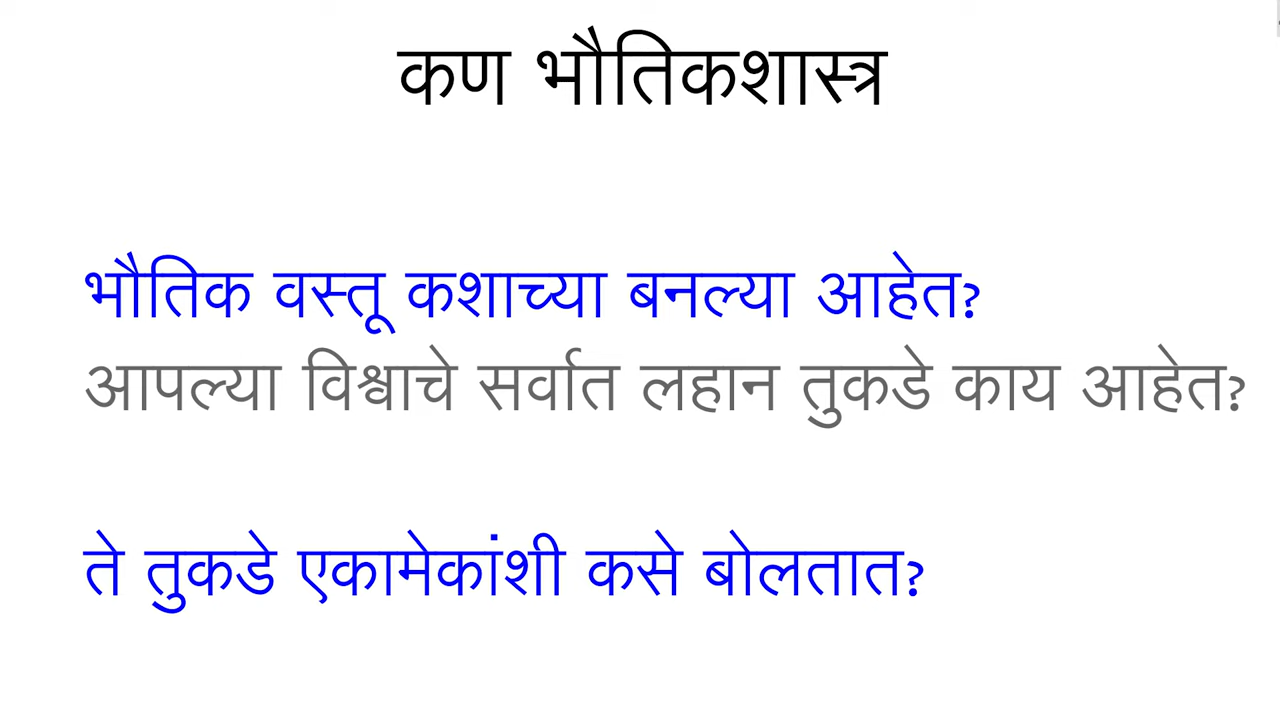 कण भौतिकशास्त्र
भौतिक वस्तू कशाच्या बनल्या आहेत?
आपल्या विश्वाचे सर्वात लहान तुकडे काय आहेत?
ते तुकडे एकामेकांशी कसे बोलतात?